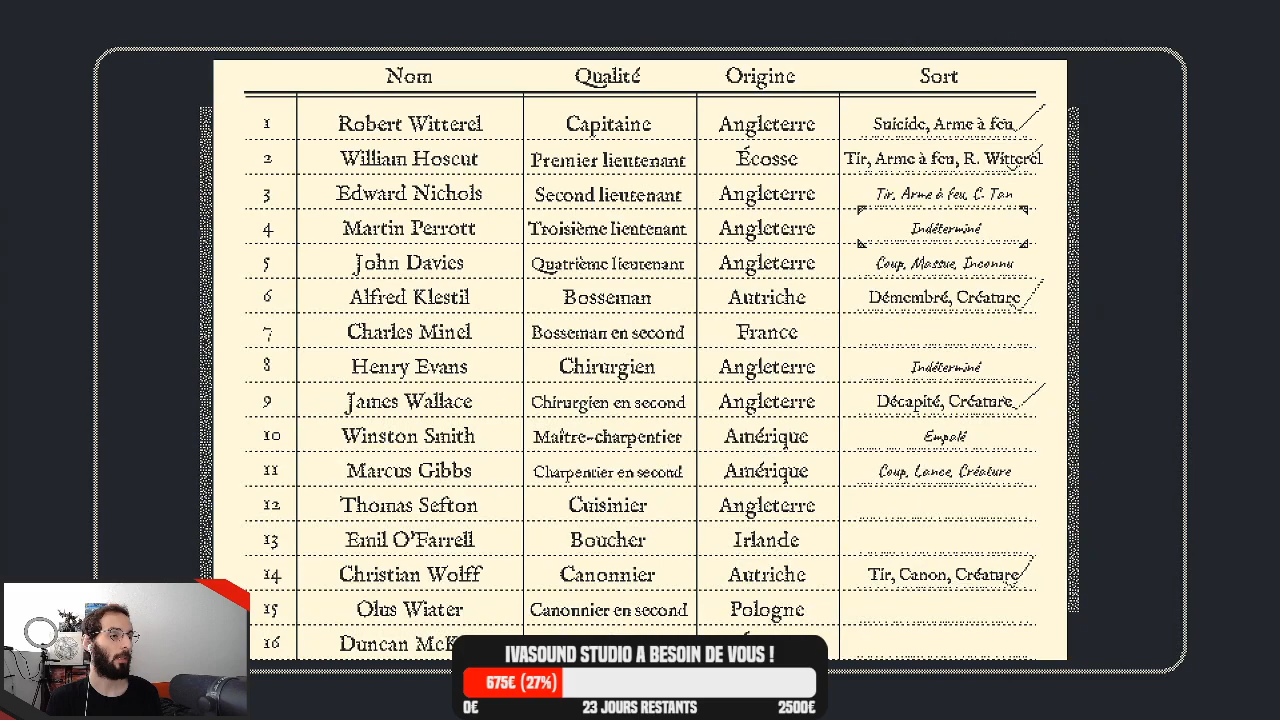 Nom Qualité Origine Sort
1 Robert Witterel Capitaine Angleterre Suicide, Arme à feu
2 William Hoscut Premier lieutenant Écosse Tir, Arme à feu, R. Witterel
3 Edward Nichols Second lieutenant Angleterre Tir, Arme à feu, C. Tan
4 Martin Perrott Troisième lieutenant Angleterre Indéterminé
5 John Davies Quatrième lieutenant Angleterre Coup, Massue, Inconnu
6 Alfred Klestil Bosseman Autriche Démembré, Créature
7 Charles Minel Bosseman en second France
8 Henry Evans Chirurgien Angleterre Indéterminé
9 James Wallace Chirurgien en second Angleterre Décapité, Créature
10 Winston Smith Maître-charpentier Amérique Empalé
11 Marcus Gibbs Charpentier en second Amérique Coup, Lance, Créature
12 Thomas Sefton Cuisinier Angleterre
13 Emil O'Farrell Boucher Irlande
14 Christian Wolff Canonnier Autriche Tir, Canon, Créature
15 Olus Wiater Canonnier en second Pologne
16 Duncan
IVASOUND STUDIO A BESOIN DE VOUS !
675€ (27%)
0€ 23 JOURS RESTANTS 2500€